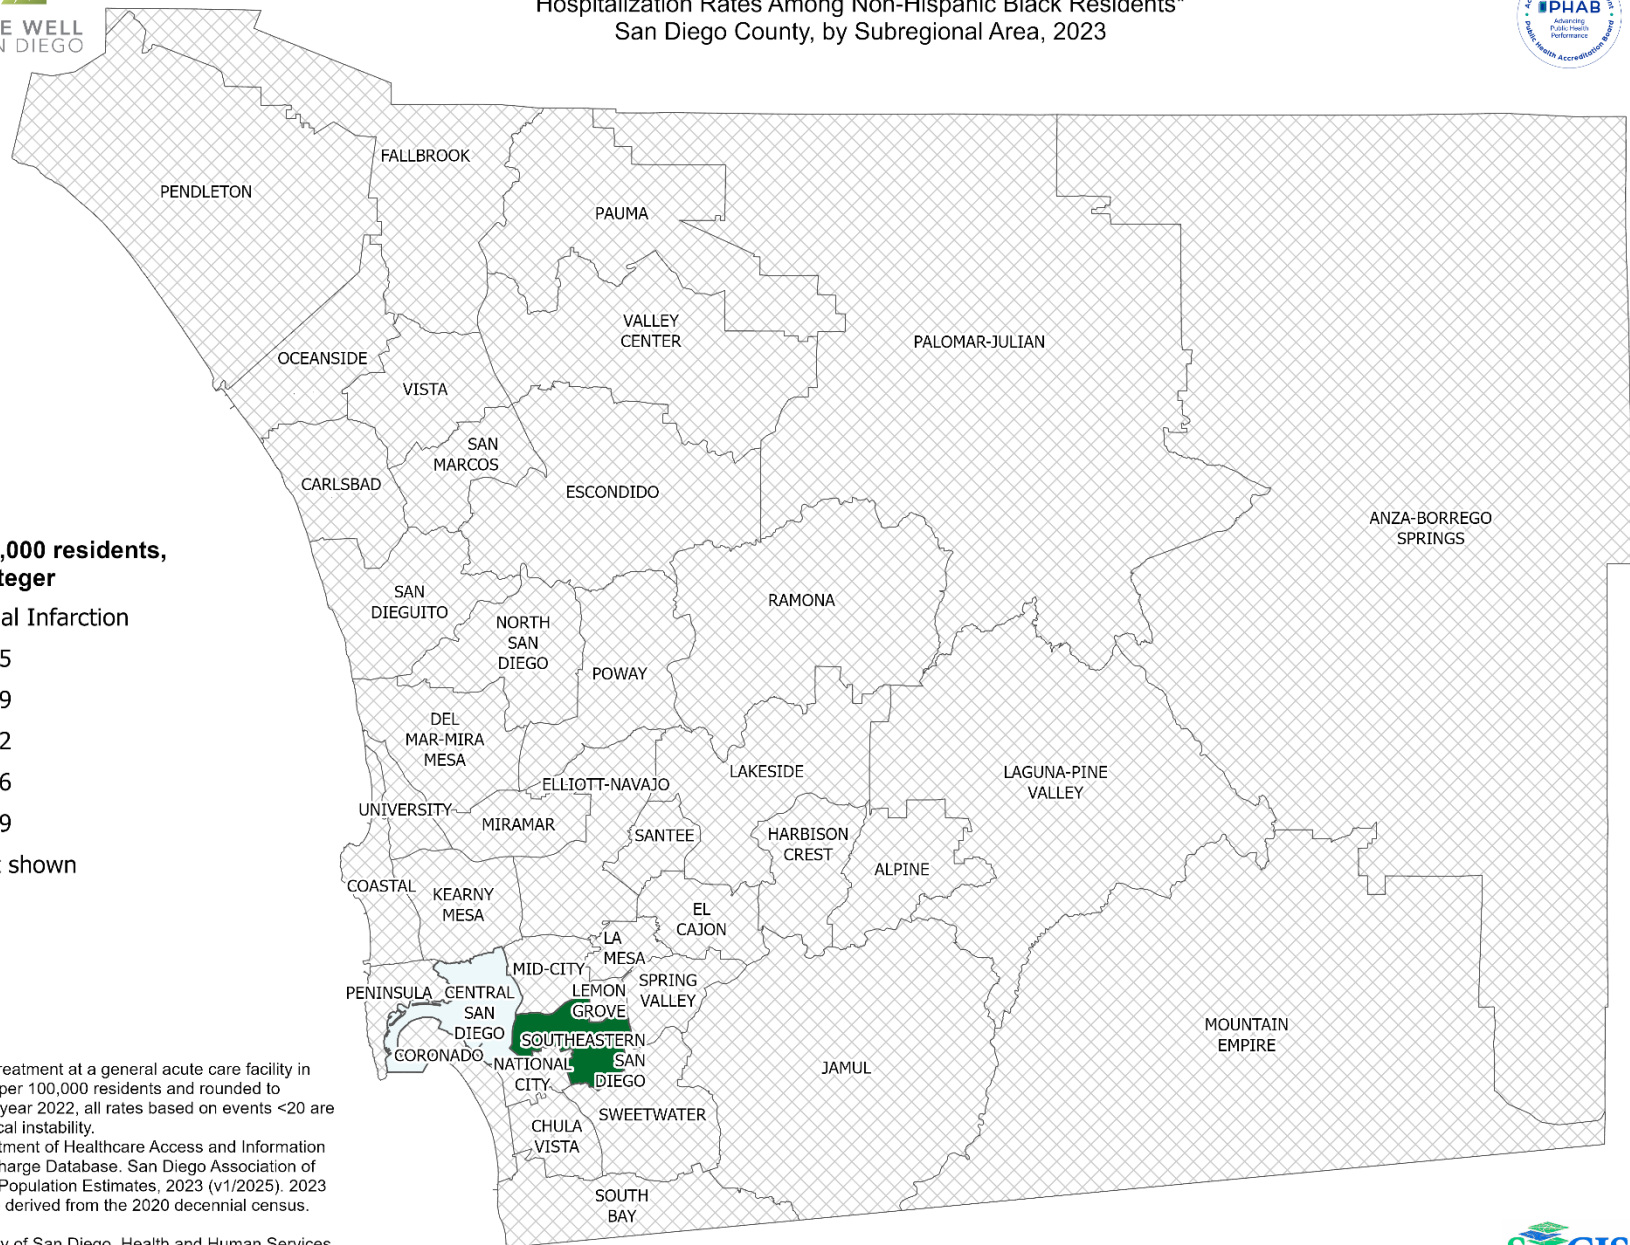 E WELL
N DIEGO
Hospitalization Rates Among Non-Hispanic Black Residents*
San Diego County, by Subregional Area, 2023
PHAB
Advancing
Public Health
Performance
Public Health Accreditation Board
FALLBROOK
PENDLETON
PAUMA
VALLEY
CENTER
PALOMAR-JULIAN
OCEANSIDE
VISTA
SAN
MARCOS
CARLSBAD
ESCONDIDO
ANZA-BORREGO
SPRINGS
,000 residents,
teger
al Infarction
5
9
2
6
9
t shown
SAN
DIEGUITO
NORTH
SAN
DIEGO
RAMONA
POWAY
DEL
MAR-MIRA
MESA
ELLIOTT-NAVAJO
LAKESIDE
LAGUNA-PINE
VALLEY
UNIVERSITY
MIRAMAR
SANTEE
HARBISON
CREST
ALPINE
COASTAL
KEARNY
MESA
EL
CAJON
LA
MESA
MID-CITY
SPRING
VALLEY
LEMON
GROVE
PENINSULA
CENTRAL
SAN
DIEGO
SOUTHEASTERN
SAN
DIEGO
CORONADO
NATIONAL
CITY
JAMUL
MOUNTAIN
EMPIRE
SWEETWATER
CHULA
VISTA
SOUTH
BAY
reatment at a general acute care facility in
per 100,000 residents and rounded to
year 2022, all rates based on events <20 are
cal instability.
tment of Healthcare Access and Information
harge Database. San Diego Association of
Population Estimates, 2023 (v1/2025). 2023
derived from the 2020 decennial census.
y of San Diego, Health and Human Services